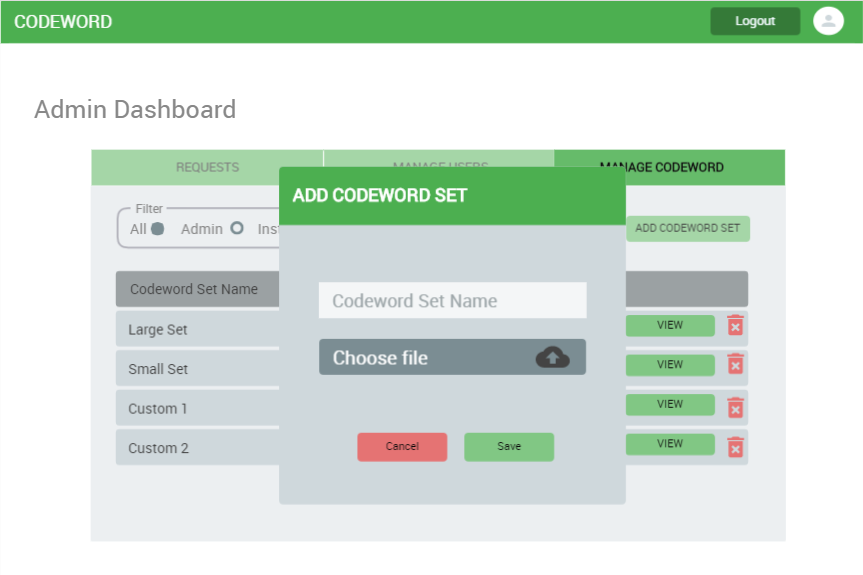 CODEWORD
Logout
Admin Dashboard
REQUESTS
MANAGE USERS
MANAGE CODEWORD
ADD CODEWORD SET
Filter
All
Admin
ADD CODEWORD SET
Codeword Set Name
Codeword Set Name
Large Set
VIEW
Choose file
Small Set
VIEW
Custom 1
VIEW
Custom 2
Cancel
Save
VIEW